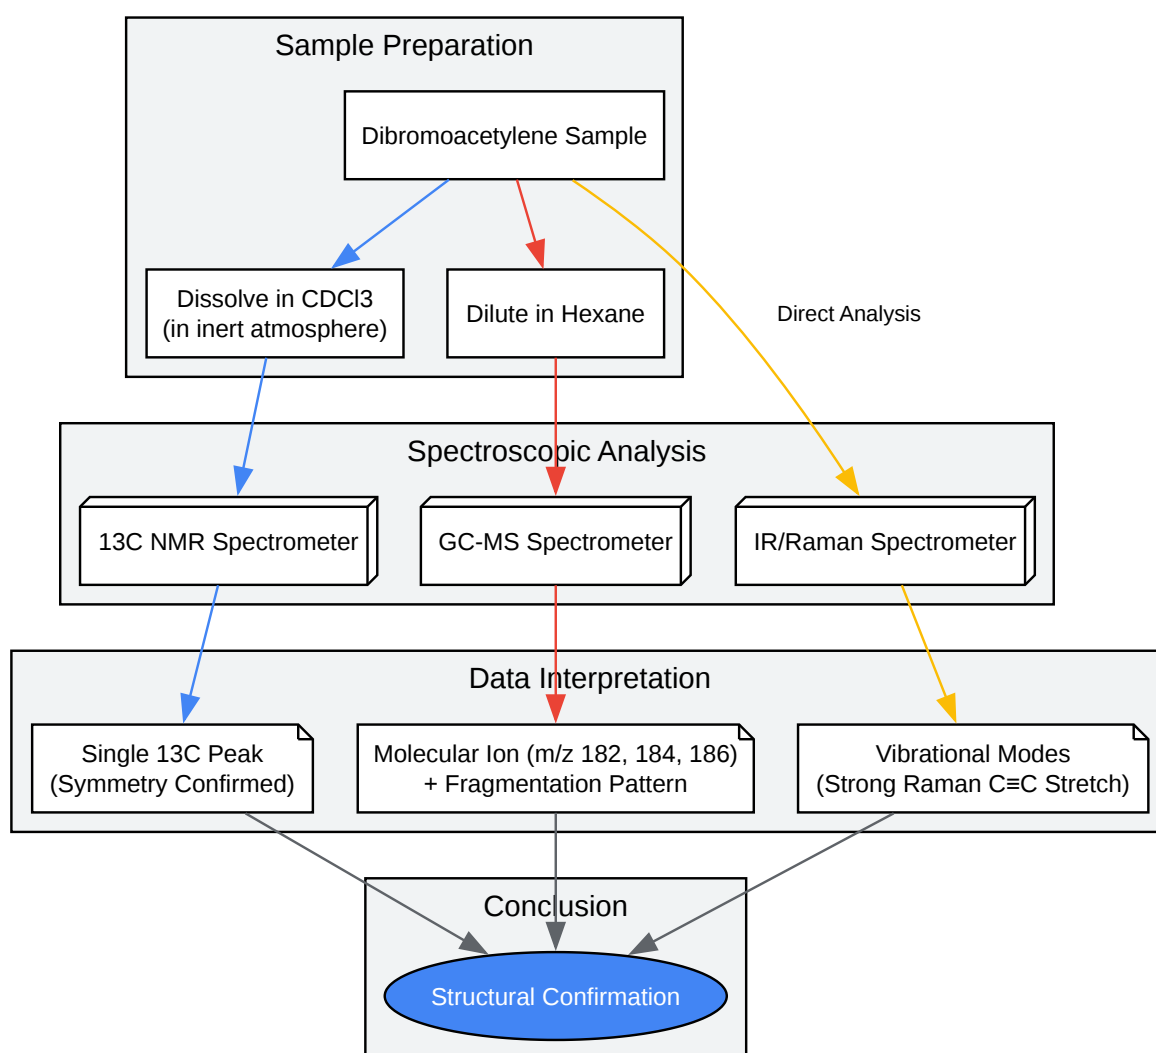 Sample Preparation
Dibromoacetylene Sample
Dissolve in CDCl3
(in inert atmosphere)
Dilute in Hexane
Direct Analysis
Spectroscopic Analysis
13C NMR Spectrometer
GC-MS Spectrometer
IR/Raman Spectrometer
Data Interpretation
Single 13C Peak
(Symmetry Confirmed)
Molecular Ion (m/z 182, 184, 186)
+ Fragmentation Pattern
Vibrational Modes
(Strong Raman C≡C Stretch)
Conclusion
Structural Confirmation